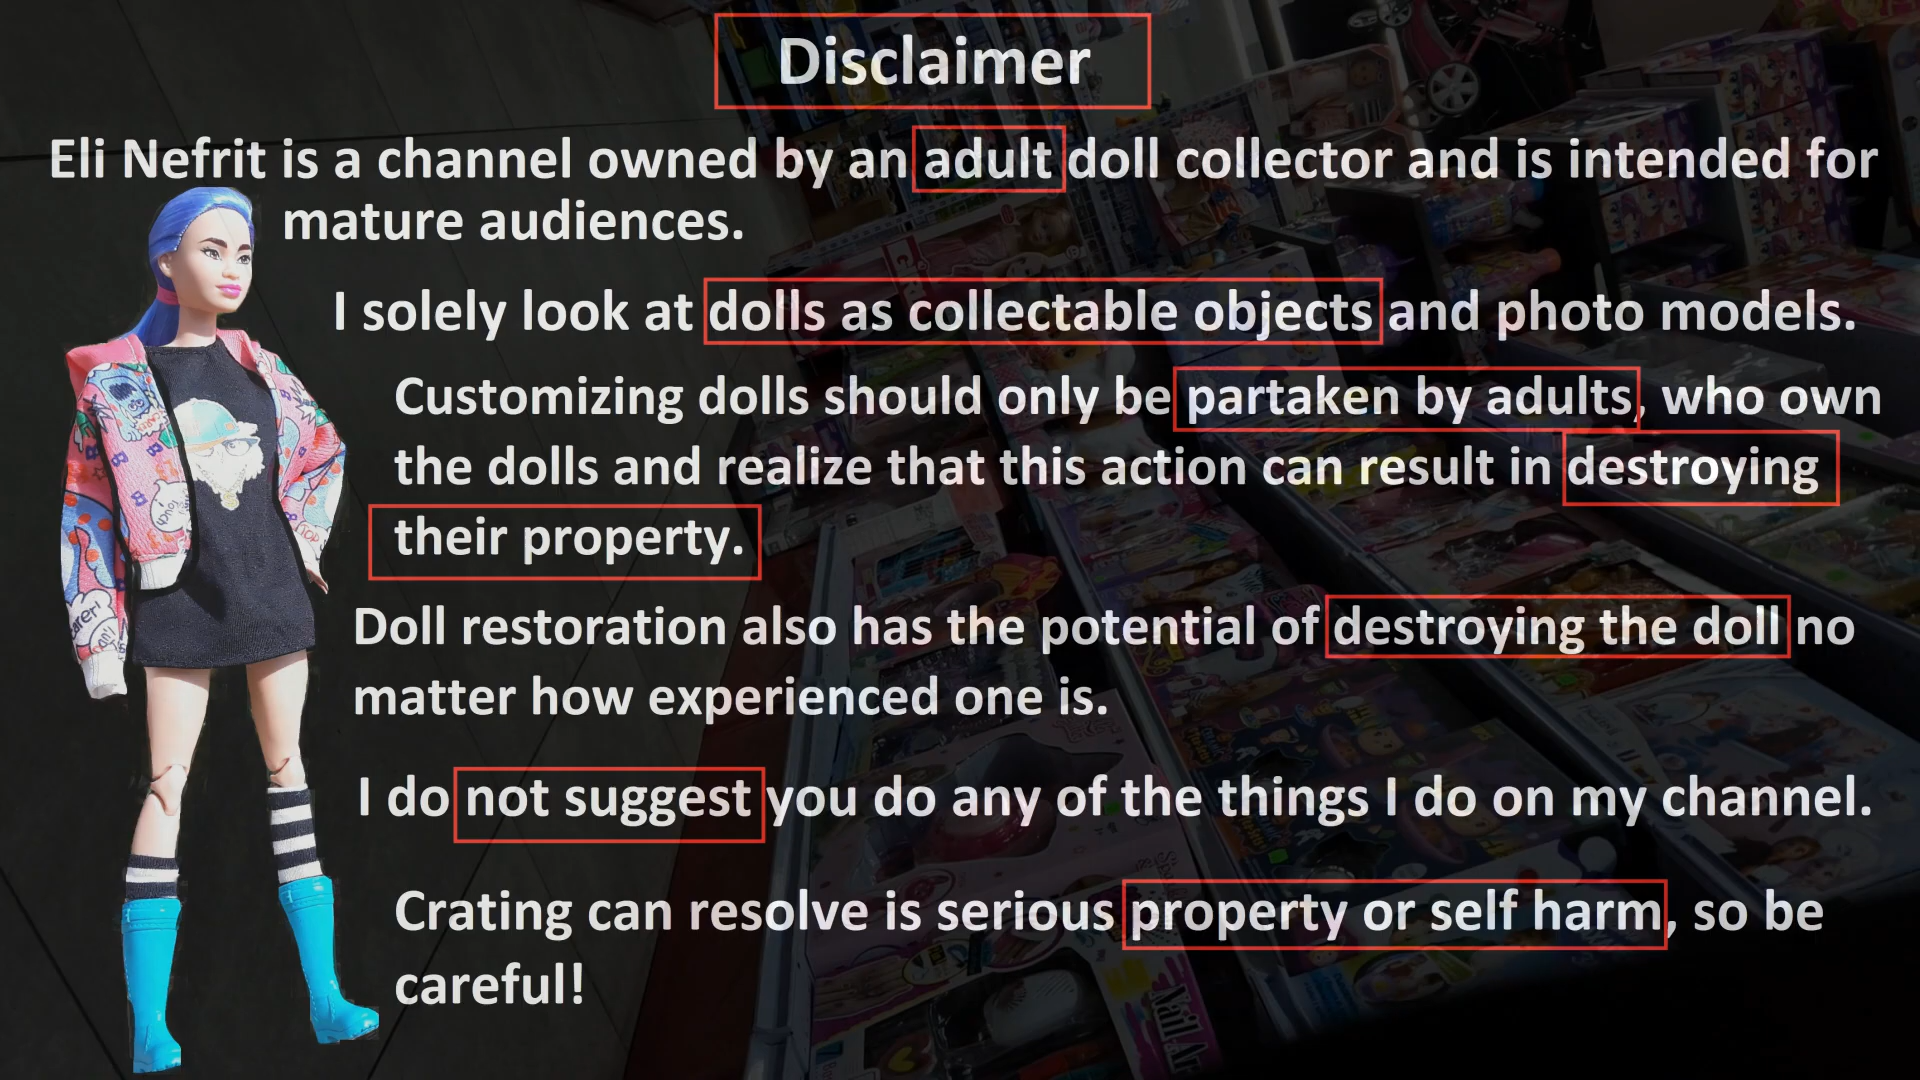 Disclaimer
Eli Nefrit is a channel owned by an adult doll collector and is intended for
mature audiences.
I solely look at dolls as collectable objects and photo models.
Customizing dolls should only be partaken by adults, who own
the dolls and realize that this action can result in destroying
their property.
Doll restoration also has the potential of destroying the doll no
matter how experienced one is.
I do not suggest you do any of the things I do on my channel.
Crating can resolve is serious property or self harm, so be
careful!
Nail Ar